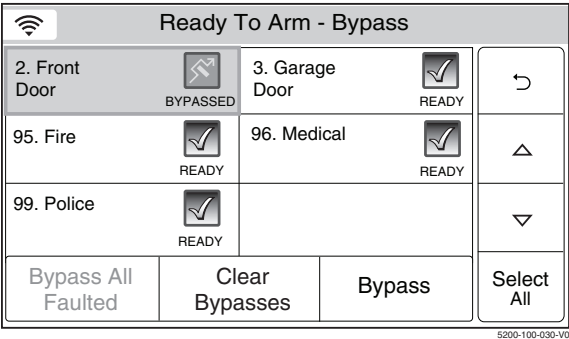 Ready To Arm - Bypass
2. Front
Door
BYPASSED
3. Garage
Door
READY
95. Fire
READY
96. Medical
READY
99. Police
READY
Bypass All
Faulted
Clear
Bypasses
Bypass
Select
All
5200-100-030-V0